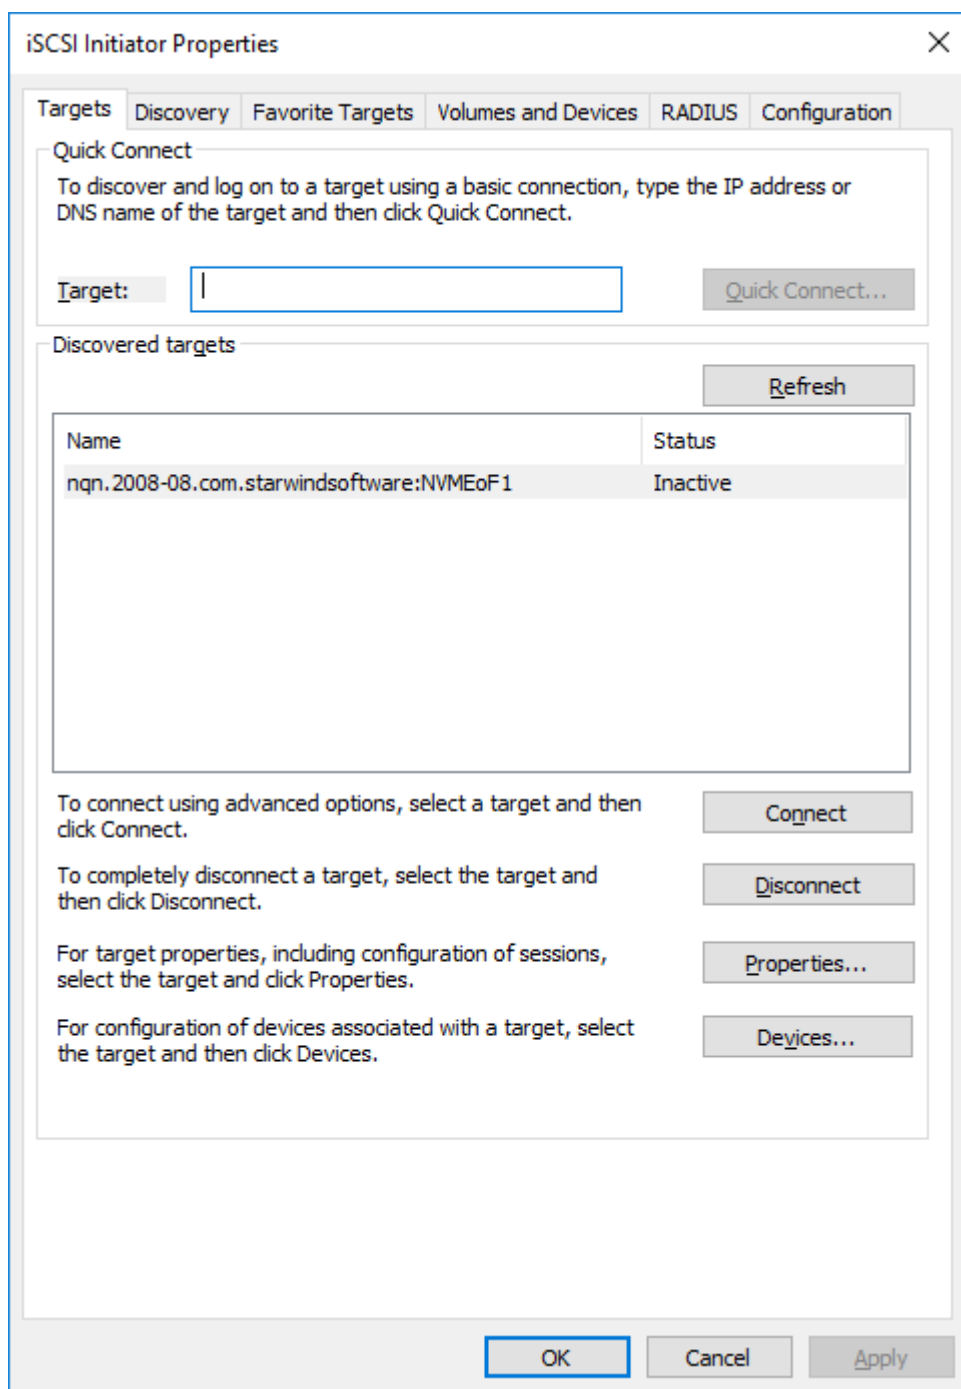 iSCSI Initiator Properties
Targets Discovery Favorite Targets Volumes and Devices RADIUS Configuration
Quick Connect
To discover and log on to a target using a basic connection, type the IP address or
DNS name of the target and then click Quick Connect.
Target: Quick Connect...
Discovered targets
Refresh
Name Status
nqn.2008-08.com.starwindsoftware:NVMEoF1 Inactive
To connect using advanced options, select a target and then
click Connect.
Connect
To completely disconnect a target, select the target and
then click Disconnect.
Disconnect
For target properties, including configuration of sessions,
select the target and click Properties.
Properties...
For configuration of devices associated with a target, select
the target and then click Devices.
Devices...
OK Cancel Apply